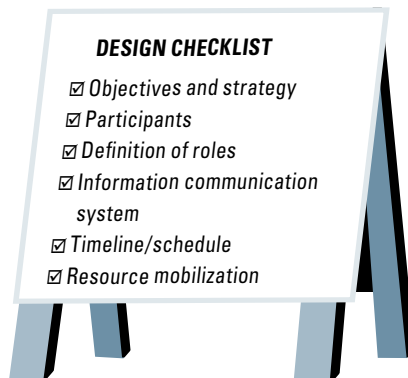 DESIGN CHECKLIST
☑ Objectives and strategy
☑ Participants
☑ Definition of roles
☑ Information communication
system
☑ Timeline/schedule
☑ Resource mobilization